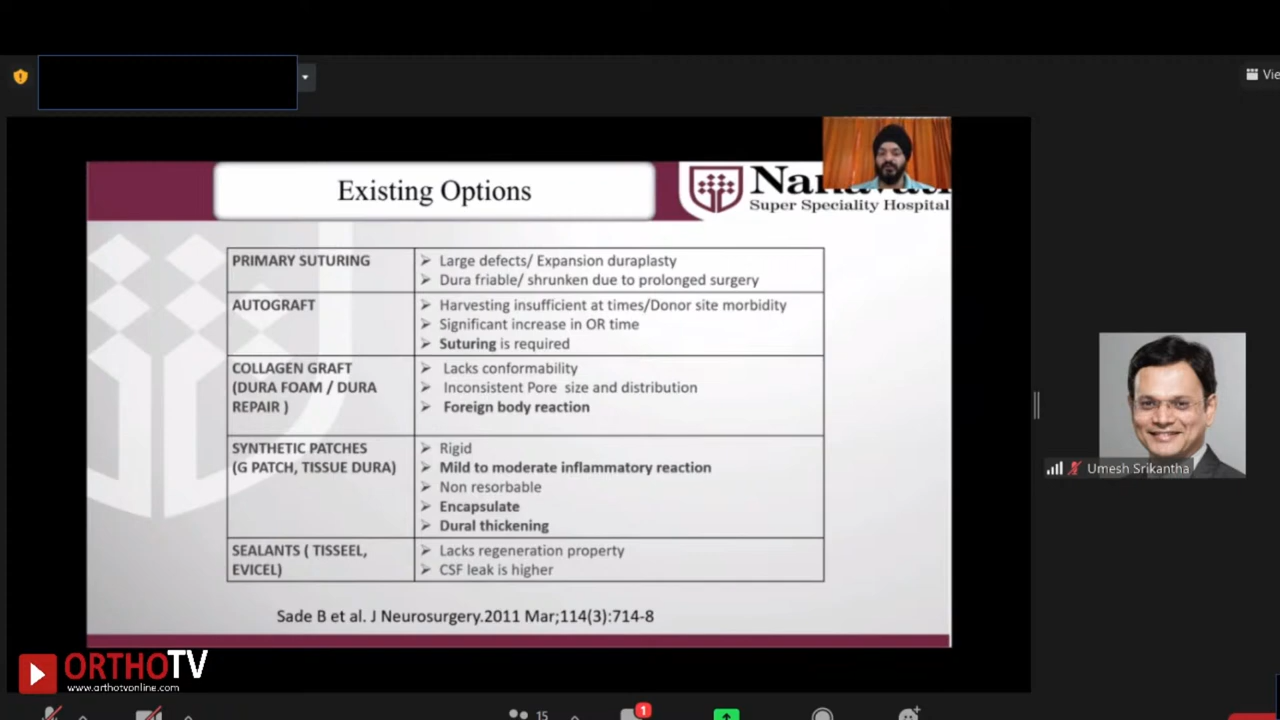 Vie
Existing Options
Super Speciality Hospital
PRIMARY SUTURING
➢ Large defects/ Expansion duraplasty
➢ Dura friable/ shrunken due to prolonged surgery
AUTOGRAFT
➢ Harvesting insufficient at times/Donor site morbidity
➢ Significant increase in OR time
➢ Suturing is required
COLLAGEN GRAFT
(DURA FOAM / DURA
REPAIR )
➢ Lacks conformability
➢ Inconsistent Pore size and distribution
➢ Foreign body reaction
SYNTHETIC PATCHES
(G PATCH, TISSUE DURA)
➢ Rigid
➢ Mild to moderate inflammatory reaction
➢ Non resorbable
➢ Encapsulate
➢ Dural thickening
SEALANTS ( TISSEEL,
EVICEL)
➢ Lacks regeneration property
➢ CSF leak is higher
Sade B et al. J Neurosurgery.2011 Mar;114(3):714-8
Umesh Srikantha
ORTHOTV
www.orthotvonline.com
15
1